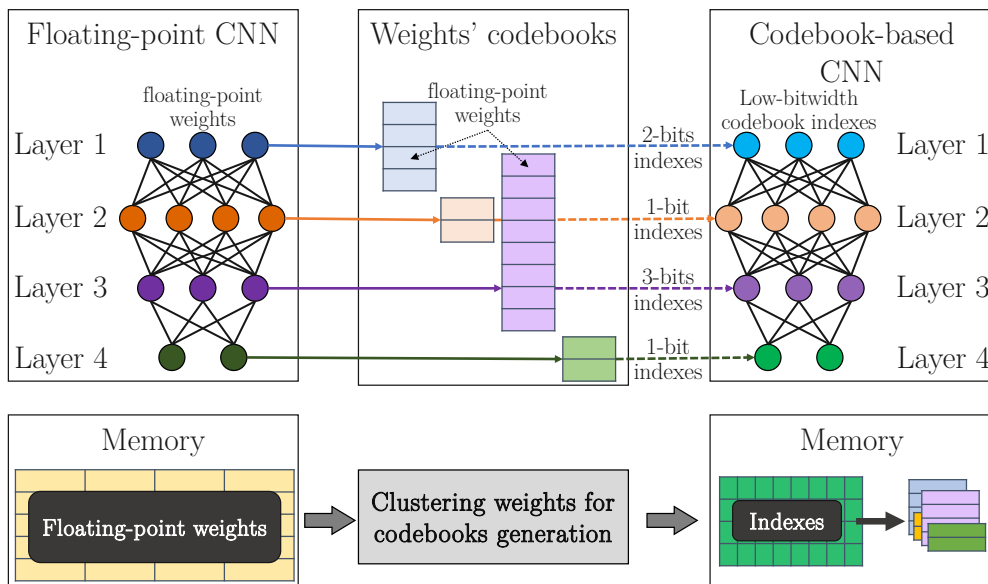 Floating-point CNN
floating-point
weights
Layer 1
Layer 2
Layer 3
Layer 4
Weights' codebooks
floating-point
weights
2-bits
indexes
1-bit
indexes
3-bits
indexes
1-bit
indexes
Codebook-based
CNN
Low-bitwidth
codebook indexes
Layer 1
Layer 2
Layer 3
Layer 4
Memory
Floating-point weights
Clustering weights for
codebooks generation
Memory
Indexes